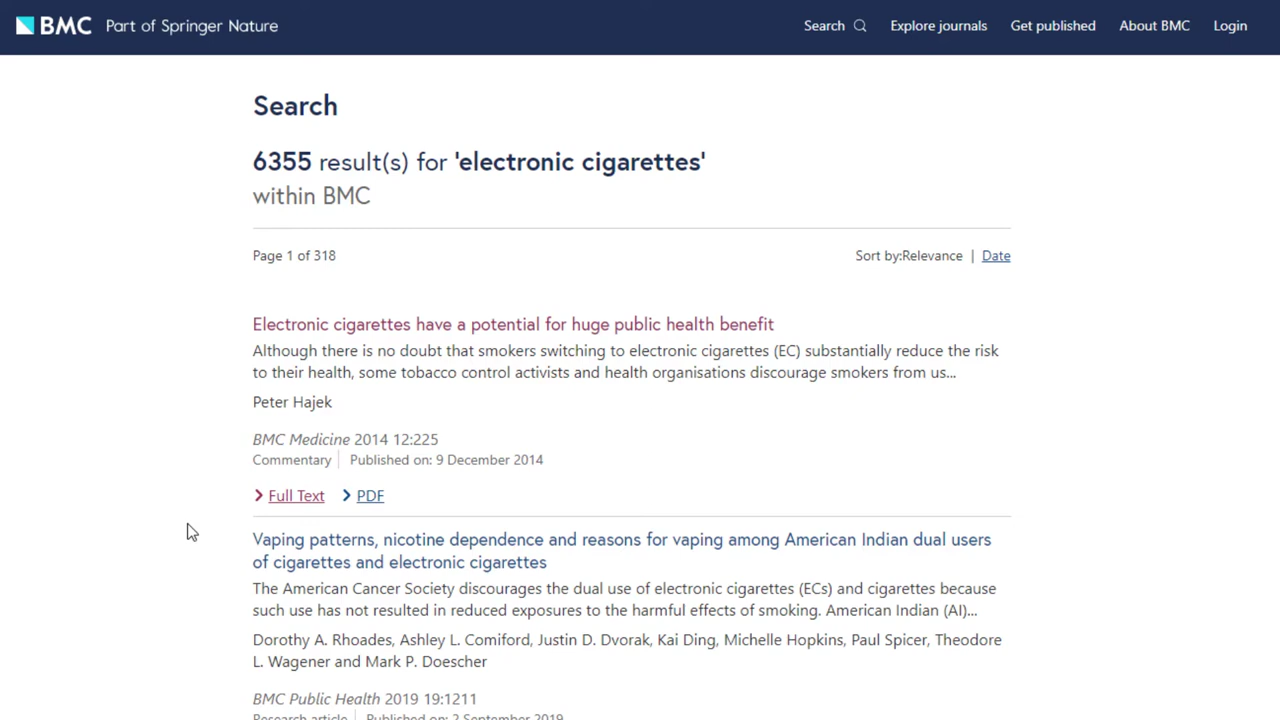 BMC Part of Springer Nature
Search Explore journals Get published About BMC Login
Search
6355 result(s) for 'electronic cigarettes'
within BMC
Page 1 of 318 Sort by:Relevance | Date
Electronic cigarettes have a potential for huge public health benefit
Although there is no doubt that smokers switching to electronic cigarettes (EC) substantially reduce the risk
to their health, some tobacco control activists and health organisations discourage smokers from us...
Peter Hajek
BMC Medicine 2014 12:225
Commentary Published on: 9 December 2014
Full Text PDF
Vaping patterns, nicotine dependence and reasons for vaping among American Indian dual users
of cigarettes and electronic cigarettes
The American Cancer Society discourages the dual use of electronic cigarettes (ECs) and cigarettes because
such use has not resulted in reduced exposures to the harmful effects of smoking. American Indian (AI)...
Dorothy A. Rhoades, Ashley L. Comiford, Justin D. Dvorak, Kai Ding, Michelle Hopkins, Paul Spicer, Theodore
L. Wagener and Mark P. Doescher
BMC Public Health 2019 19:1211
Research article Published on: 2 September 2019